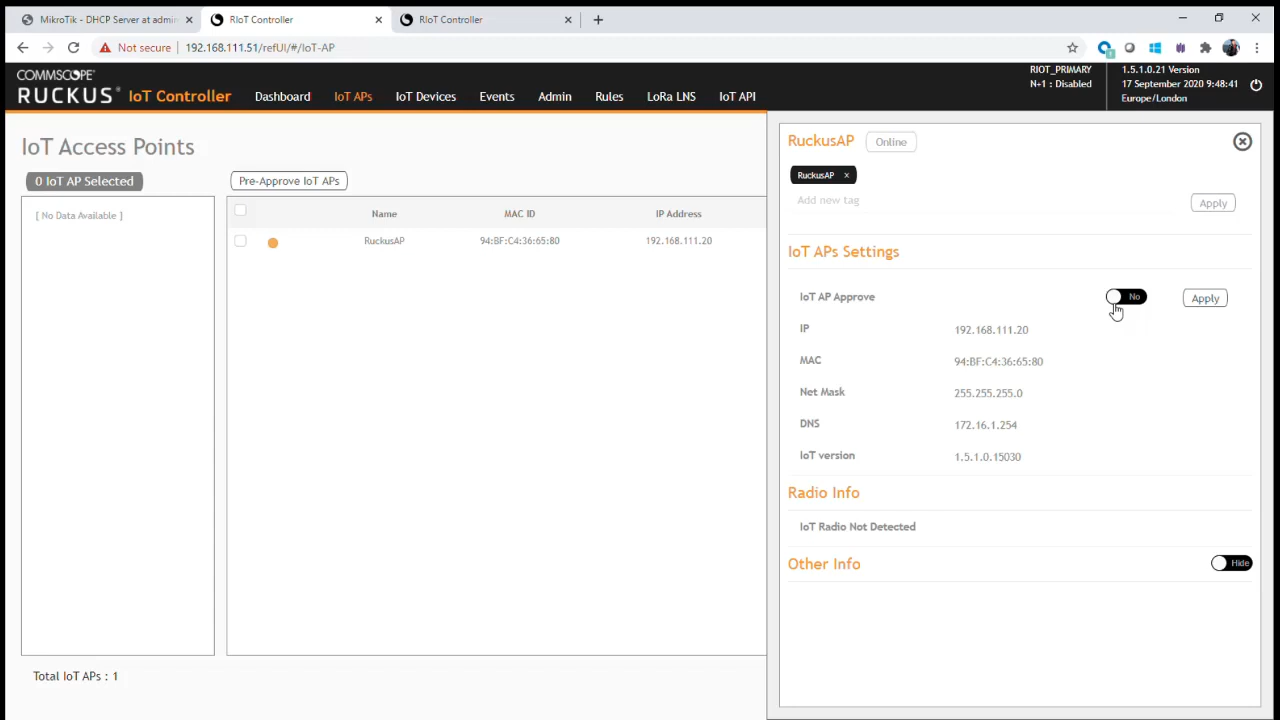 MikroTik - DHCP Server at admin
RIoT Controller
RIoT Controller
Not secure
192.168.111.51/refUI/#/IoT-AP
COMMSCOPE
RUCKUS IoT Controller
Dashboard
IoT APs
IoT Devices
Events
Admin
Rules
LoRa LNS
IoT API
RIOT_PRIMARY
N+1 : Disabled
1.5.1.0.21 Version
17 September 2020 9:48:41
Europe/London
IoT Access Points
0 IoT AP Selected
Pre-Approve IoT APs
[ No Data Available ]
Name MAC ID IP Address
RuckusAP 94:BF:C4:36:65:80 192.168.111.20
Total IoT APs : 1
RuckusAP Online
RuckusAP x
Add new tag
Apply
IoT APs Settings
IoT AP Approve No Apply
IP 192.168.111.20
MAC 94:BF:C4:36:65:80
Net Mask 255.255.255.0
DNS 172.16.1.254
IoT version 1.5.1.0.15030
Radio Info
IoT Radio Not Detected
Other Info Hide